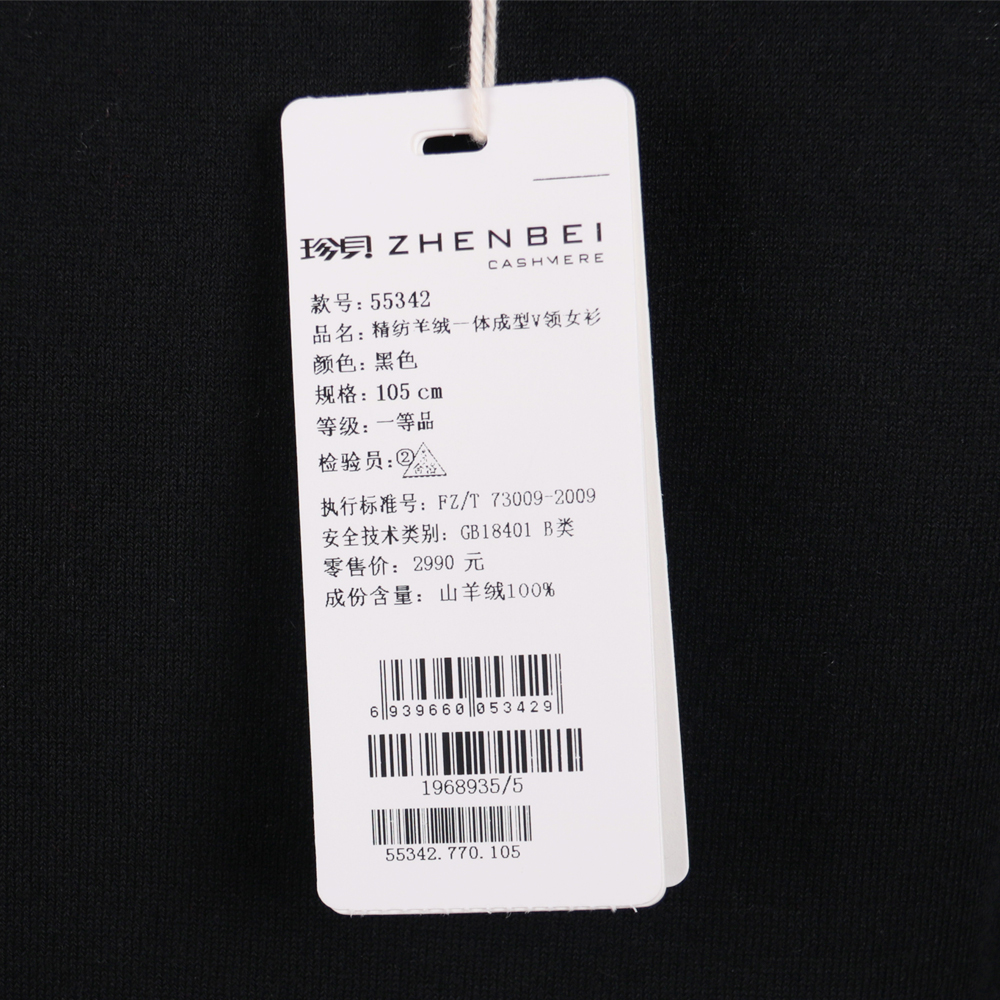 珍贝 ZHENBEI
CASHMERE
款号: 55342
品名: 精纺羊绒一体成型V领女衫
颜色: 黑色
规格: 105 cm
等级: 一等品
检验员: ②
执行标准号: FZ/T 73009-2009
安全技术类别: GB18401 B类
零售价: 2990 元
成份含量: 山羊绒100%
6 939660 053429
1968935/5
55342.770.105